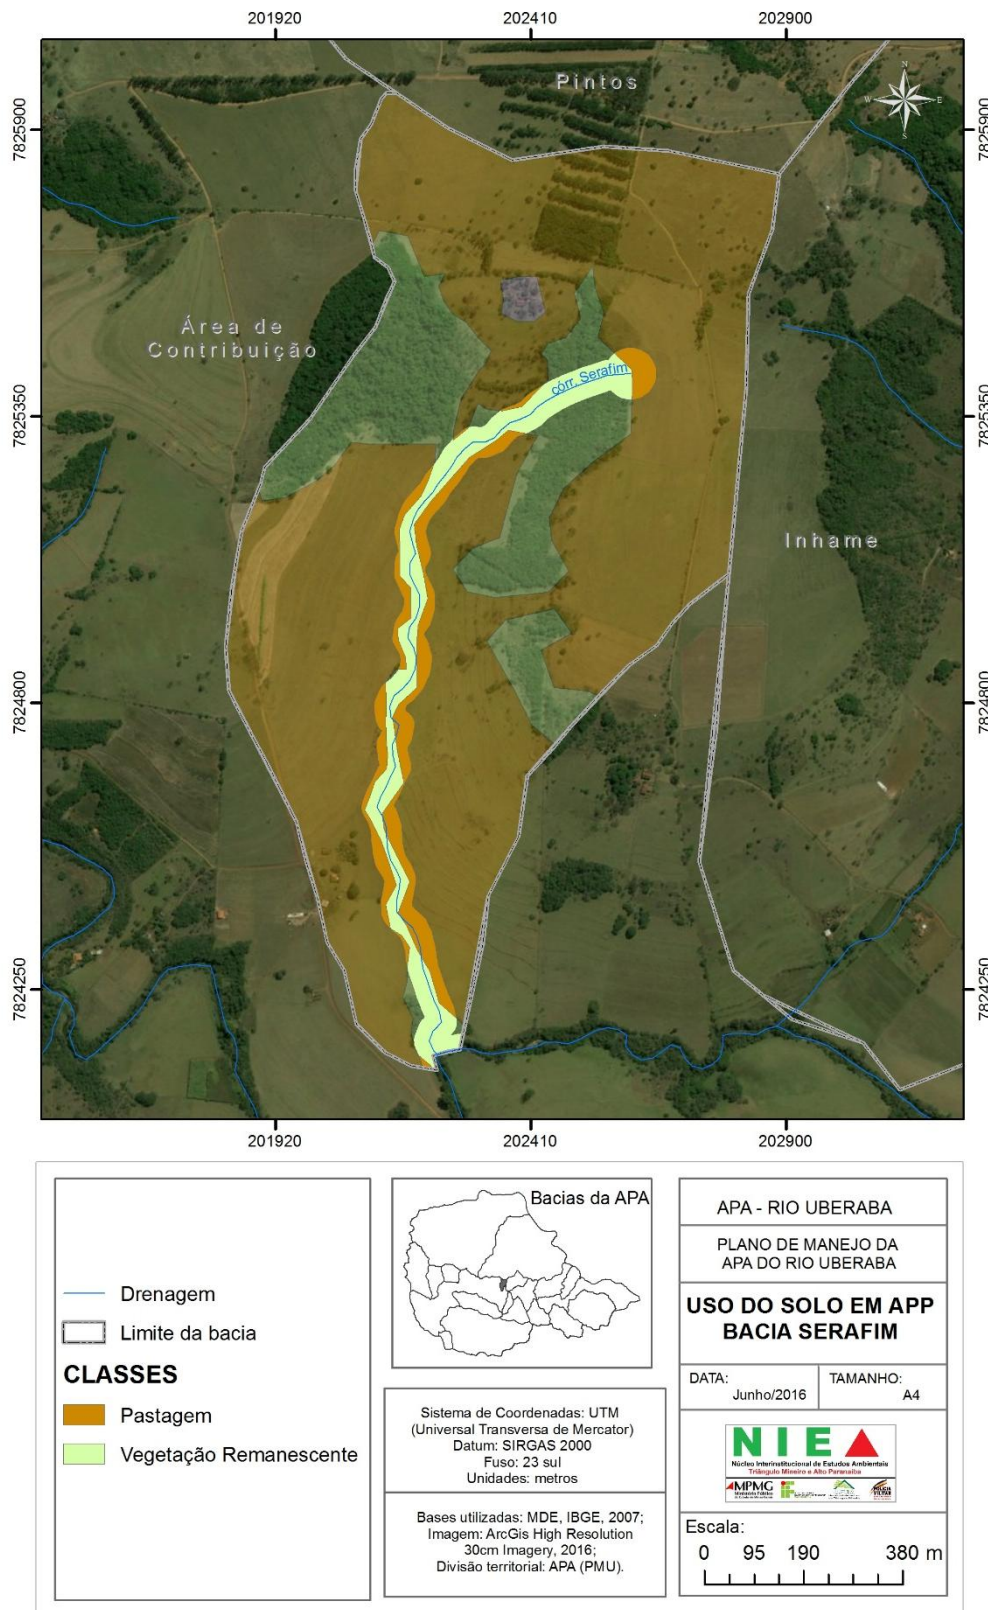 201920 202410 202900
7825900 7825900
7825350 7825350
7824800 7824800
7824250 7824250
Pintos
N
W E
S
Área de
Contribuição
córr. Serafim
Inhame
201920 202410 202900
Drenagem
Limite da bacia
CLASSES
Pastagem
Vegetação Remanescente
Bacias da APA
Sistema de Coordenadas: UTM
(Universal Transversa de Mercator)
Datum: SIRGAS 2000
Fuso: 23 sul
Unidades: metros
Bases utilizadas: MDE, IBGE, 2007;
Imagem: ArcGis High Resolution
30cm Imagery, 2016;
Divisão territorial: APA (PMU).
APA - RIO UBERABA
PLANO DE MANEJO DA
APA DO RIO UBERABA
USO DO SOLO EM APP
BACIA SERAFIM
DATA:
Junho/2016
TAMANHO:
A4
NIEA
Núcleo Interinstitucional de Estudos Ambientais
Triângulo Mineiro e Alto Paranaíba
MPMG
Escala:
0 95 190 380 m